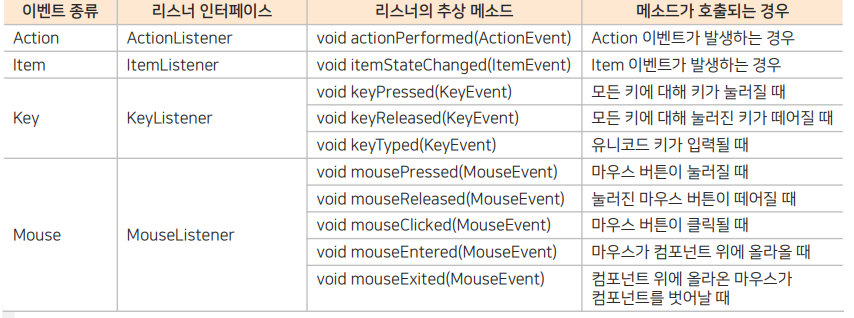 이벤트 종류 리스너 인터페이스 리스너의 추상 메소드 메소드가 호출되는 경우
Action ActionListener void actionPerformed(ActionEvent) Action 이벤트가 발생하는 경우
Item ItemListener void itemStateChanged(ItemEvent) Item 이벤트가 발생하는 경우
Key KeyListener void keyPressed(KeyEvent) 모든 키에 대해 키가 눌러질 때
void keyReleased(KeyEvent) 모든 키에 대해 눌러진 키가 떼어질 때
void keyTyped(KeyEvent) 유니코드 키가 입력될 때
Mouse MouseListener void mousePressed(MouseEvent) 마우스 버튼이 눌러질 때
void mouseReleased(MouseEvent) 눌러진 마우스 버튼이 떼어질 때
void mouseClicked(MouseEvent) 마우스 버튼이 클릭될 때
void mouseEntered(MouseEvent) 마우스가 컴포넌트 위에 올라올 때
void mouseExited(MouseEvent) 컴포넌트 위에 올라온 마우스가
컴포넌트를 벗어날 때